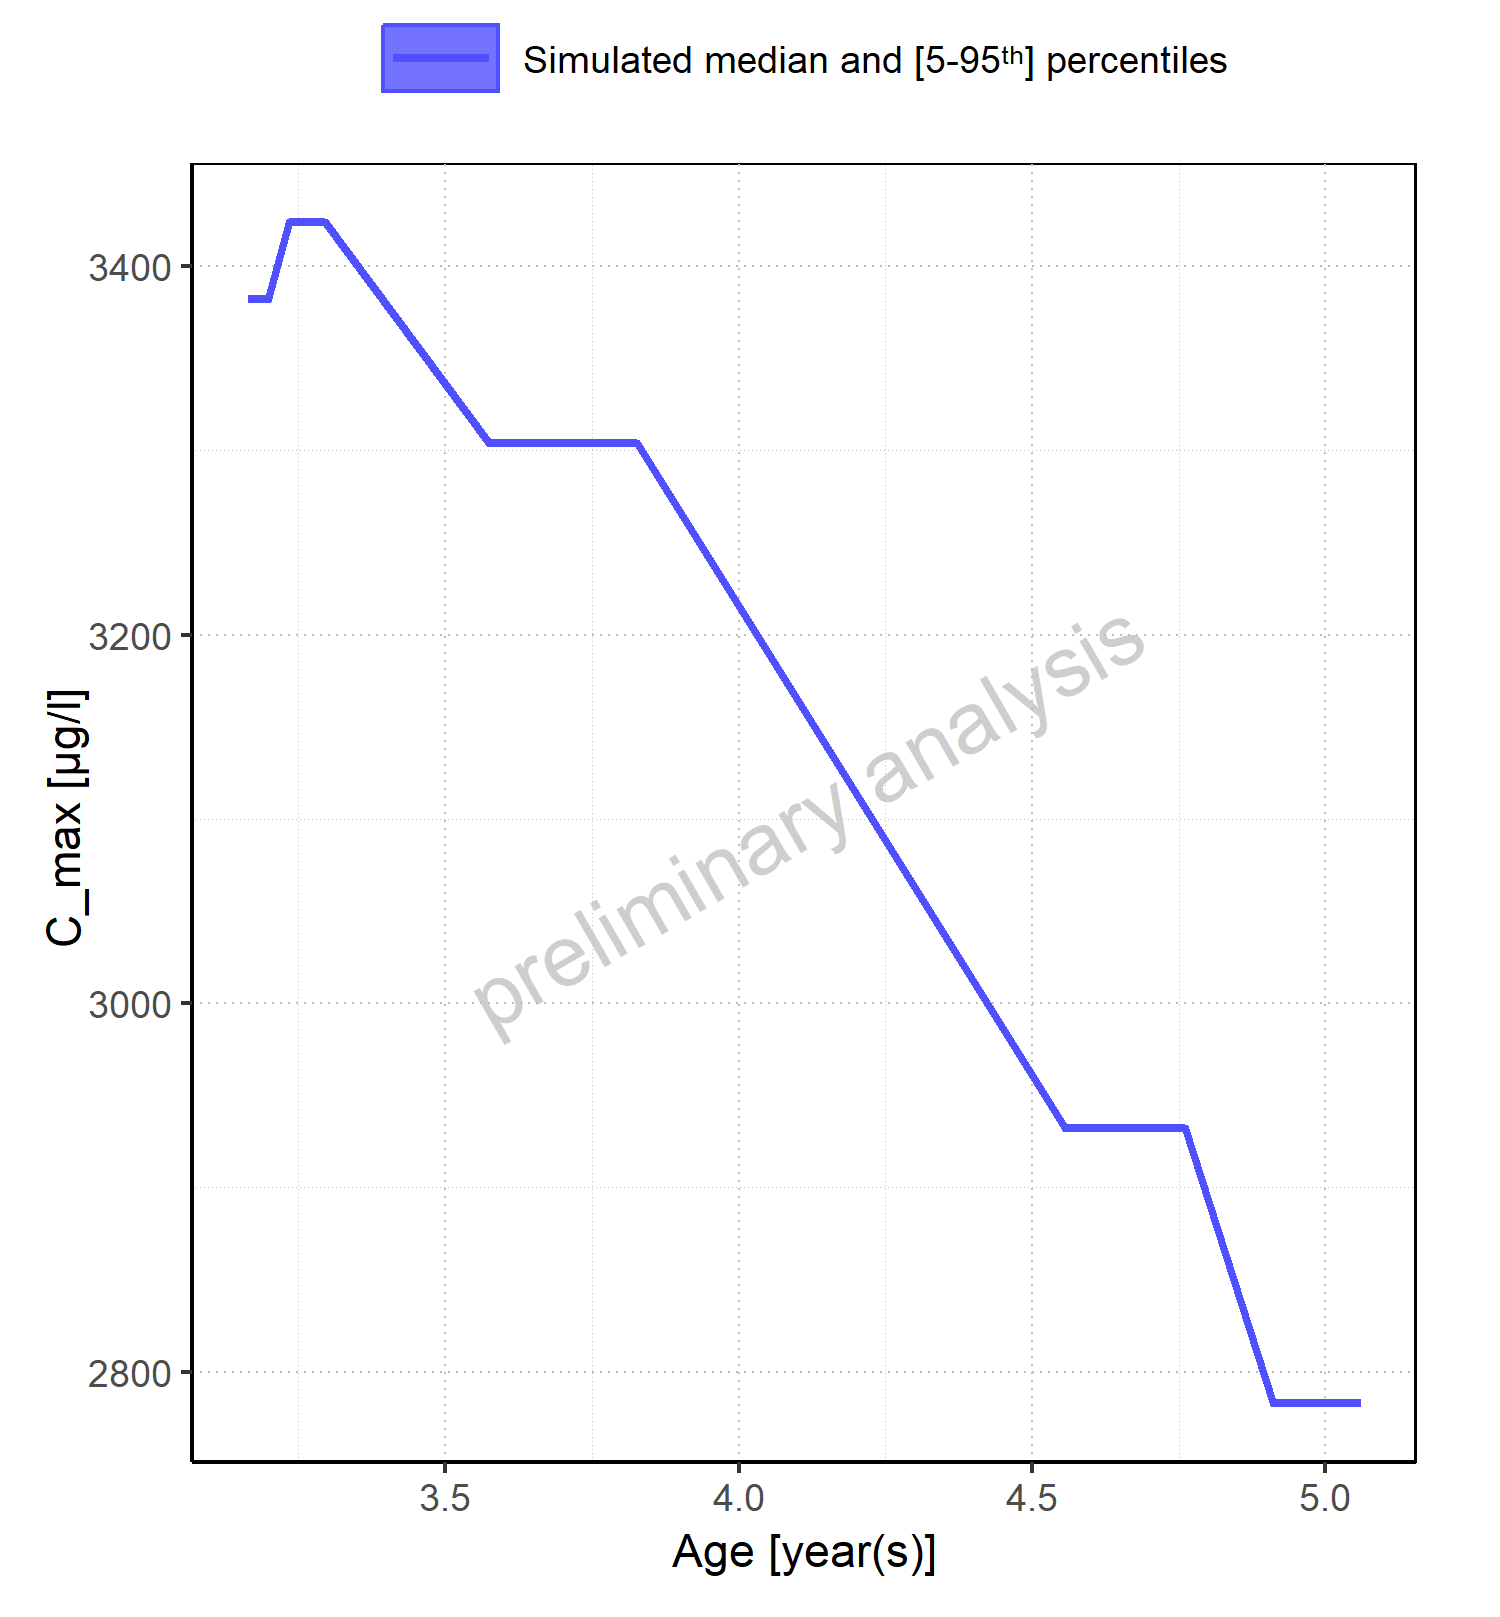 Simulated median and [5-95ᵗʰ] percentiles
3400
3200
3000
2800
C_max [µg/l]
preliminary analysis
3.5 4.0 4.5 5.0
Age [year(s)]